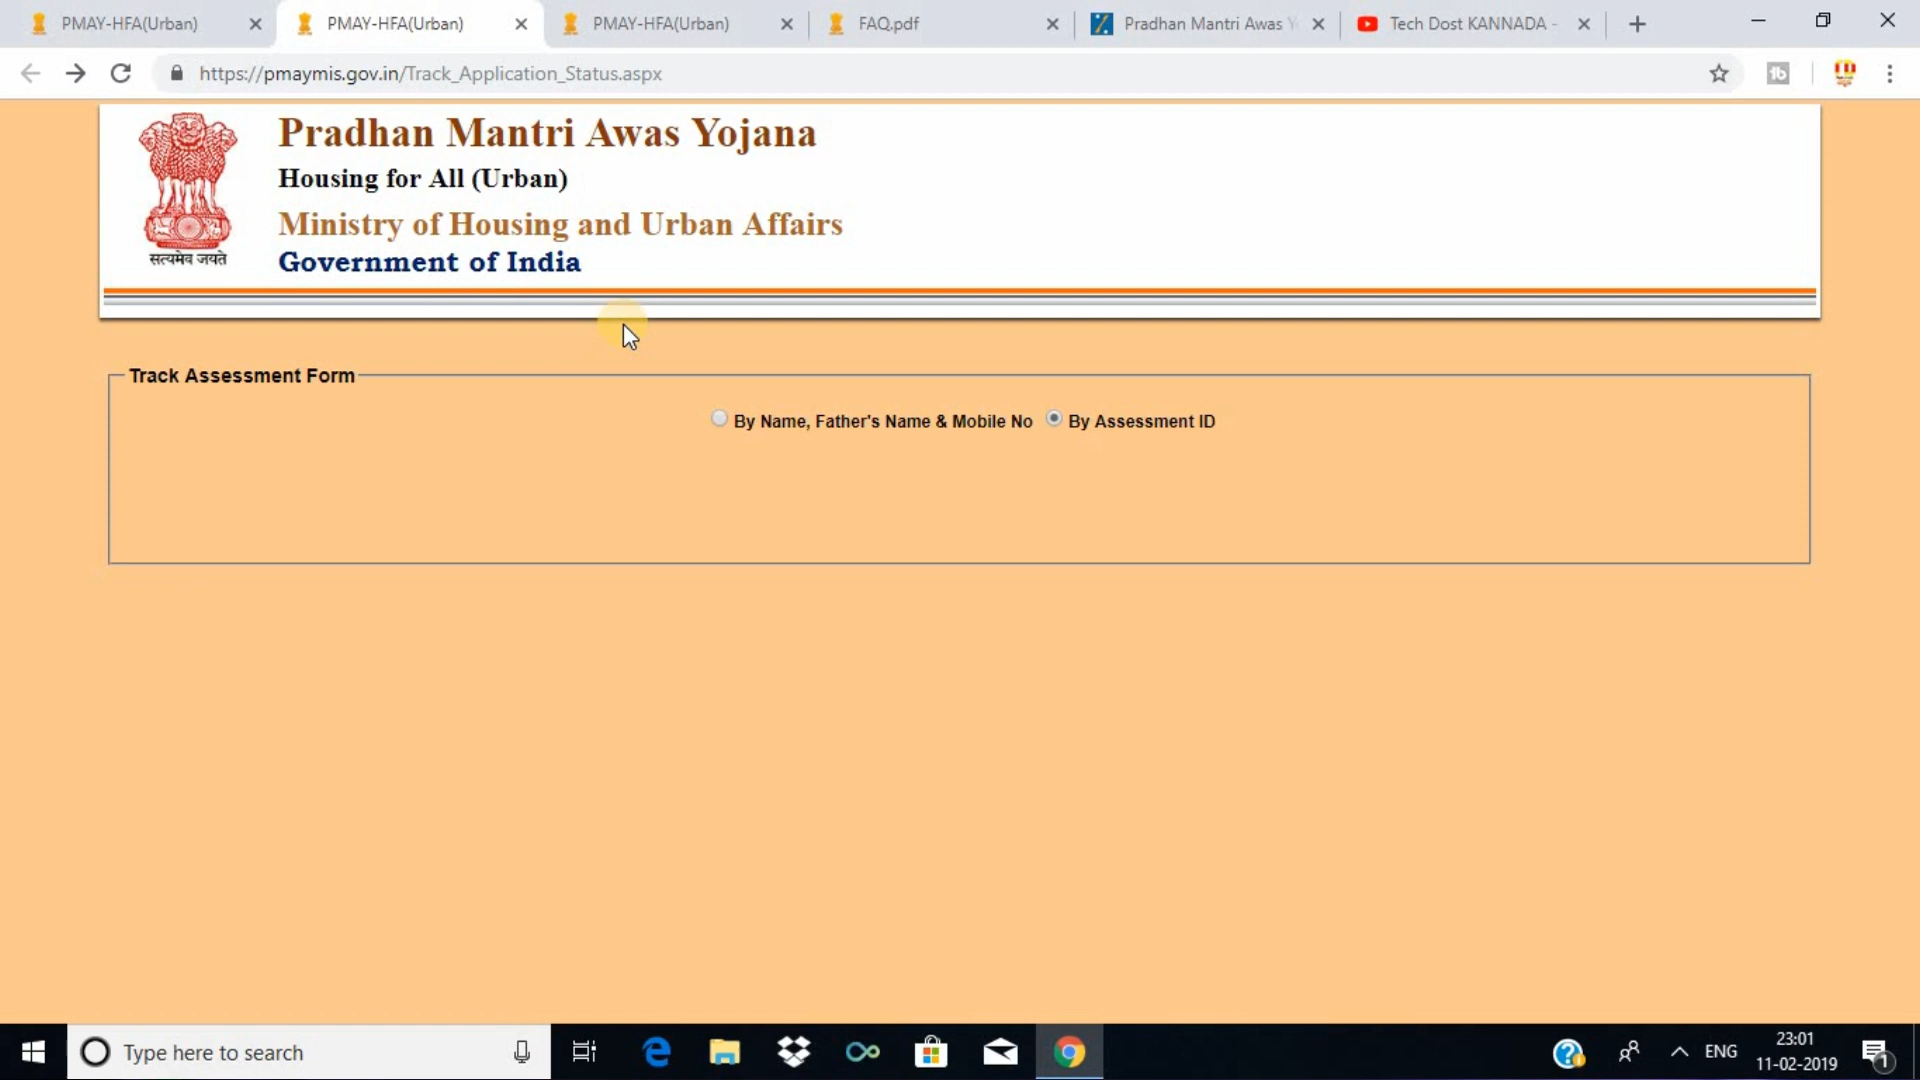 PMAY-HFA(Urban)
PMAY-HFA(Urban)
PMAY-HFA(Urban)
FAQ.pdf
Pradhan Mantri Awas Y
Tech Dost KANNADA -
https://pmaymis.gov.in/Track_Application_Status.aspx
Pradhan Mantri Awas Yojana
Housing for All (Urban)
Ministry of Housing and Urban Affairs
Government of India
सत्यमेव जयते
Track Assessment Form
By Name, Father's Name & Mobile No
By Assessment ID
Type here to search
ENG
23:01
11-02-2019
1